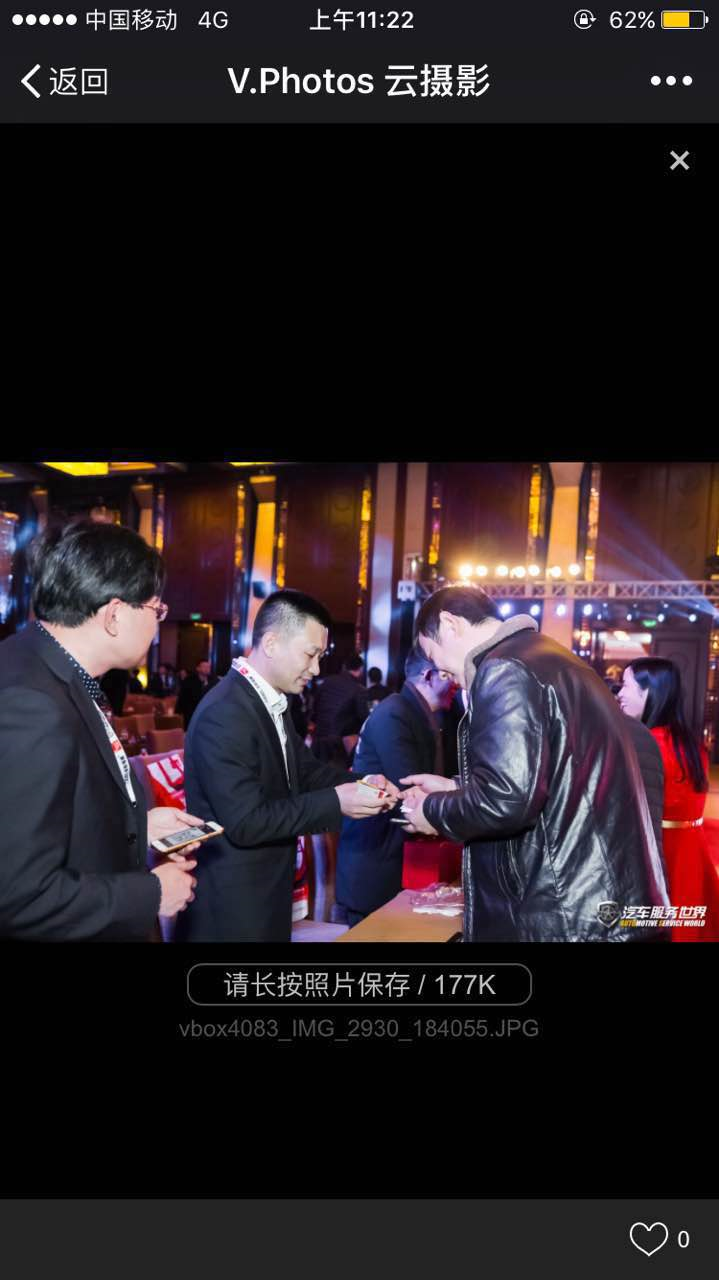 中国移动 4G 上午11:22 62%
返回 V.Photos 云摄影
汽车服务世界
AUTOMOTIVE SERVICE WORLD
请长按照片保存 / 177K
vbox4083_IMG_2930_184055.JPG
0